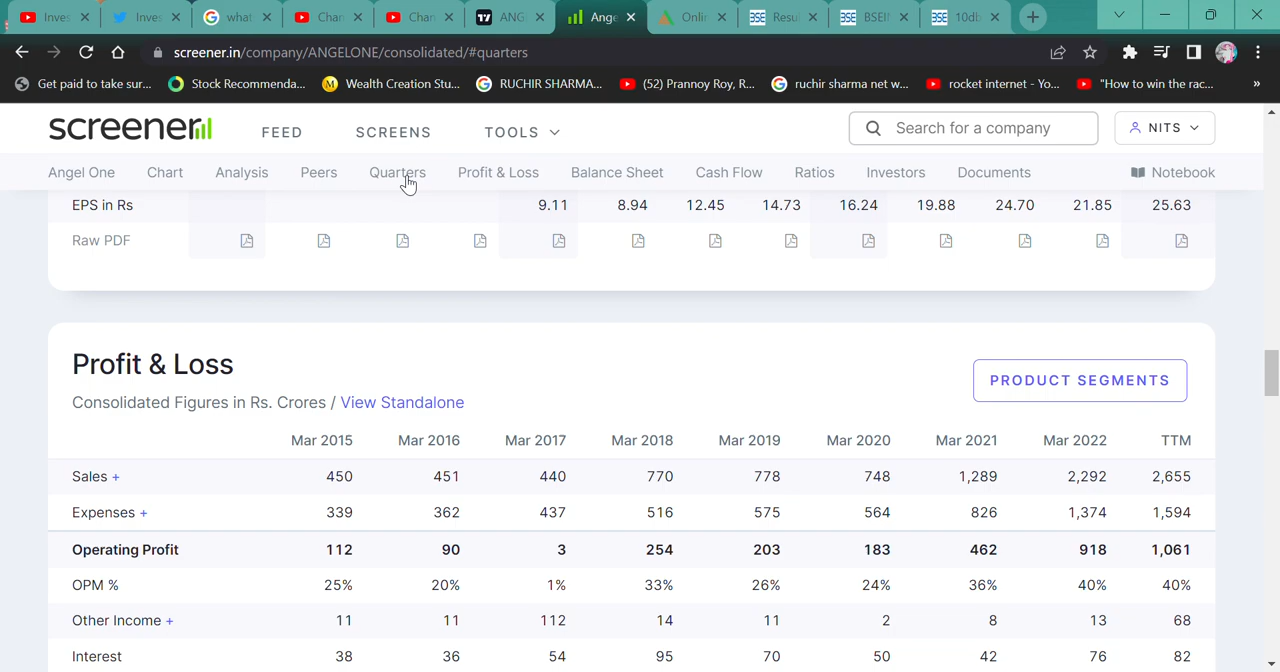 Inves Inves what Chan Chan ANG Ange Onlin Resu BSEIN 10db
screener.in/company/ANGELONE/consolidated/#quarters
Get paid to take sur... Stock Recommenda... Wealth Creation Stu... RUCHIR SHARMA... (52) Prannoy Roy, R... ruchir sharma net w... rocket internet - Yo... "How to win the rac... »
screener FEED SCREENS TOOLS Search for a company NITS
Angel One Chart Analysis Peers Quarters Profit & Loss Balance Sheet Cash Flow Ratios Investors Documents Notebook
EPS in Rs 9.11 8.94 12.45 14.73 16.24 19.88 24.70 21.85 25.63
Raw PDF
Profit & Loss
PRODUCT SEGMENTS
Consolidated Figures in Rs. Crores / View Standalone
Mar 2015 Mar 2016 Mar 2017 Mar 2018 Mar 2019 Mar 2020 Mar 2021 Mar 2022 TTM
Sales + 450 451 440 770 778 748 1,289 2,292 2,655
Expenses + 339 362 437 516 575 564 826 1,374 1,594
Operating Profit 112 90 3 254 203 183 462 918 1,061
OPM % 25% 20% 1% 33% 26% 24% 36% 40% 40%
Other Income + 11 11 112 14 11 2 8 13 68
Interest 38 36 54 95 70 50 42 76 82